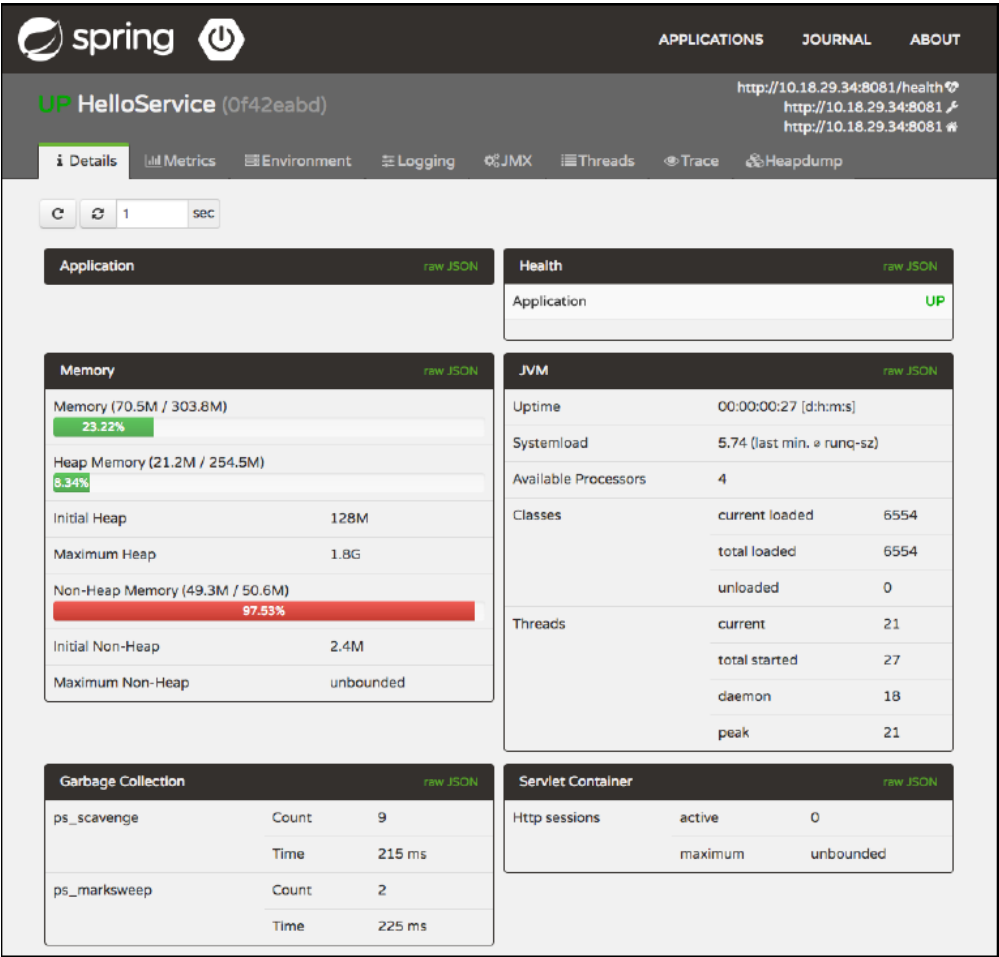 spring
APPLICATIONS JOURNAL ABOUT
UP HelloService (0f42eabd)
http://10.18.29.34:8081/health
http://10.18.29.34:8081
http://10.18.29.34:8081
Details Metrics Environment Logging JMX Threads Trace Heapdump
1 sec
Application raw JSON
Health raw JSON
Application UP
Memory raw JSON
Memory (70.5M / 303.8M)
23.22%
Heap Memory (21.2M / 254.5M)
8.34%
Initial Heap 128M
Maximum Heap 1.8G
Non-Heap Memory (49.3M / 50.6M)
97.53%
Initial Non-Heap 2.4M
Maximum Non-Heap unbounded
JVM raw JSON
Uptime 00:00:00:27 [d:h:m:s]
Systemload 5.74 (last min. ⌀ runq-sz)
Available Processors 4
Classes current loaded 6554
total loaded 6554
unloaded 0
Threads current 21
total started 27
daemon 18
peak 21
Garbage Collection raw JSON
ps_scavenge Count 9
Time 215 ms
ps_marksweep Count 2
Time 225 ms
Servlet Container raw JSON
Http sessions active 0
maximum unbounded